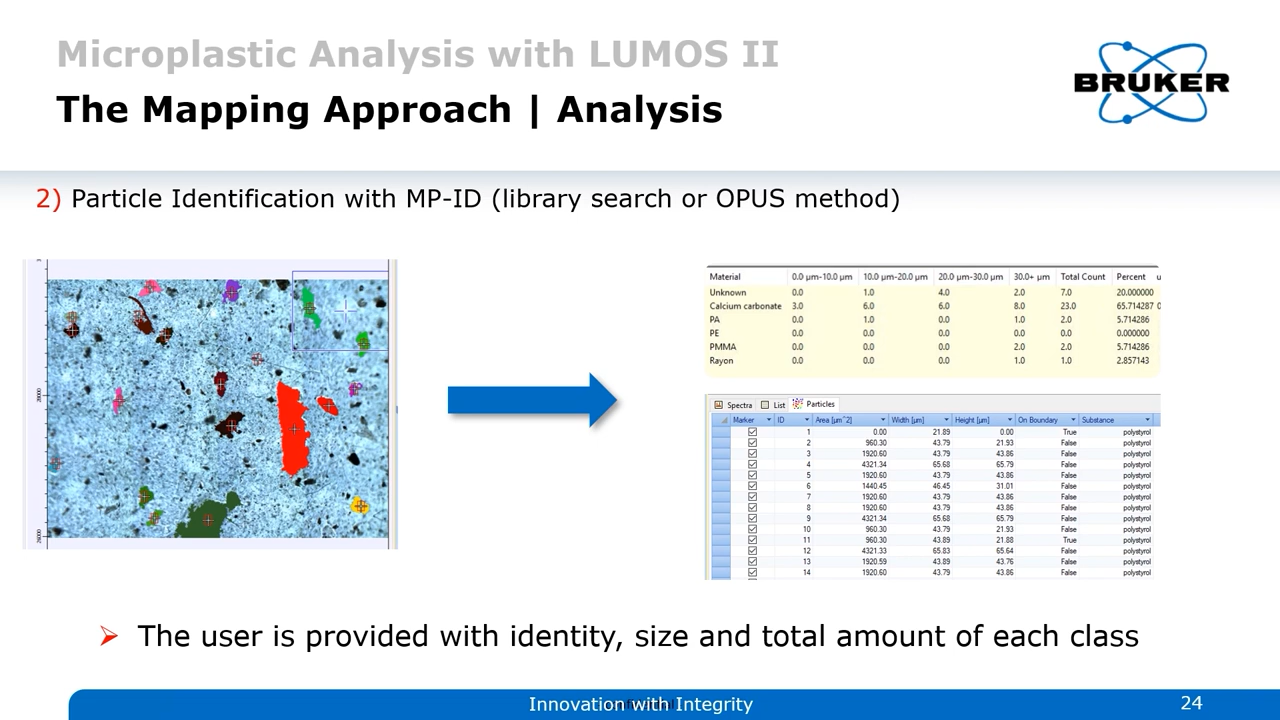 Microplastic Analysis with LUMOS II
The Mapping Approach | Analysis
BRUKER
2) Particle Identification with MP-ID (library search or OPUS method)
Material 0.0 µm-10.0 µm 10.0 µm-20.0 µm 20.0 µm-30.0 µm 30.0+ µm Total Count Percent u
Unknown 0.0 1.0 4.0 2.0 7.0 20.000000
Calcium carbonate 3.0 6.0 6.0 8.0 23.0 65.714287 0
PA 0.0 1.0 0.0 1.0 2.0 5.714286
PE 0.0 0.0 0.0 0.0 0.0 0.000000
PMMA 0.0 0.0 0.0 2.0 2.0 5.714286
Rayon 0.0 0.0 0.0 1.0 1.0 2.857143
Spectra List Particles
Marker ID Area [µm^2] Width [µm] Height [µm] On Boundary Substance
1 0.00 21.89 0.00 True polystyrol
2 960.30 43.79 21.93 False polystyrol
3 1920.60 43.79 43.86 False polystyrol
4 4321.34 65.68 65.79 False polystyrol
5 1920.60 43.79 43.86 False polystyrol
6 1440.45 46.45 31.01 False polystyrol
7 1920.60 43.79 43.86 False polystyrol
8 1920.60 43.79 43.86 False polystyrol
9 4321.34 65.68 65.79 False polystyrol
10 960.30 43.79 21.93 False polystyrol
11 960.30 43.89 21.88 True polystyrol
12 4321.33 65.83 65.64 False polystyrol
13 1920.59 43.89 43.76 False polystyrol
14 1920.60 43.79 43.86 False polystyrol
The user is provided with identity, size and total amount of each class
Innovation with Integrity
24